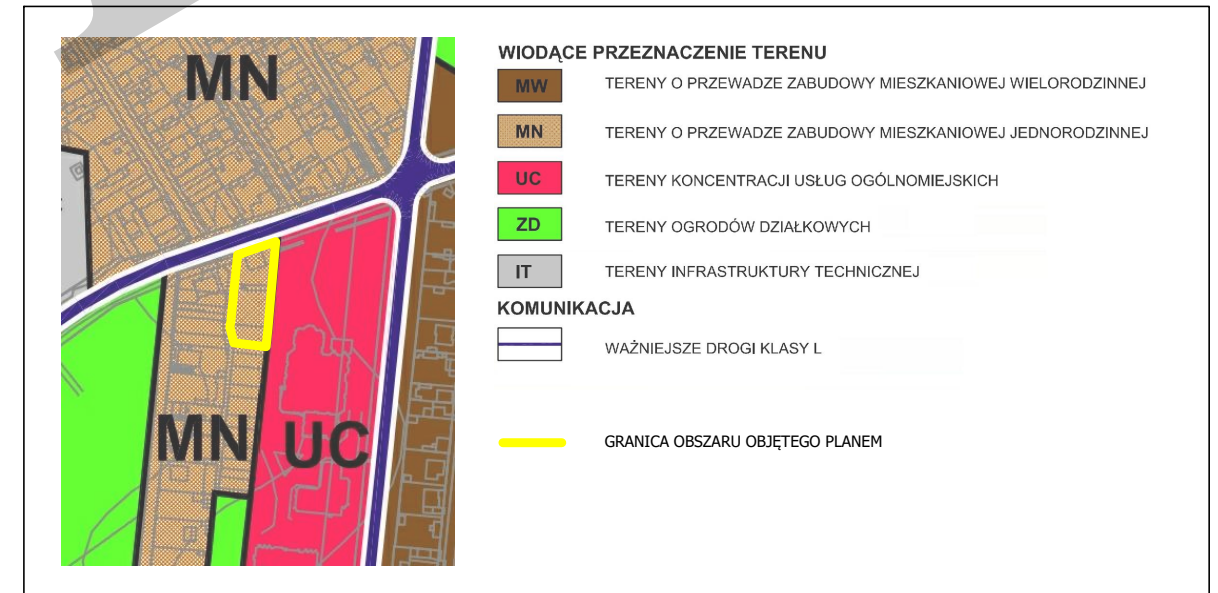 MN
MN
UC
WIODĄCE PRZEZNACZENIE TERENU
MW TERENY O PRZEWADZE ZABUDOWY MIESZKANIOWEJ WIELORODZINNEJ
MN TERENY O PRZEWADZE ZABUDOWY MIESZKANIOWEJ JEDNORODZINNEJ
UC TERENY KONCENTRACJI USŁUG OGÓLNOMIEJSKICH
ZD TERENY OGRODÓW DZIAŁKOWYCH
IT TERENY INFRASTRUKTURY TECHNICZNEJ
KOMUNIKACJA
WAŻNIEJSZE DROGI KLASY L
GRANICA OBSZARU OBJĘTEGO PLANEM